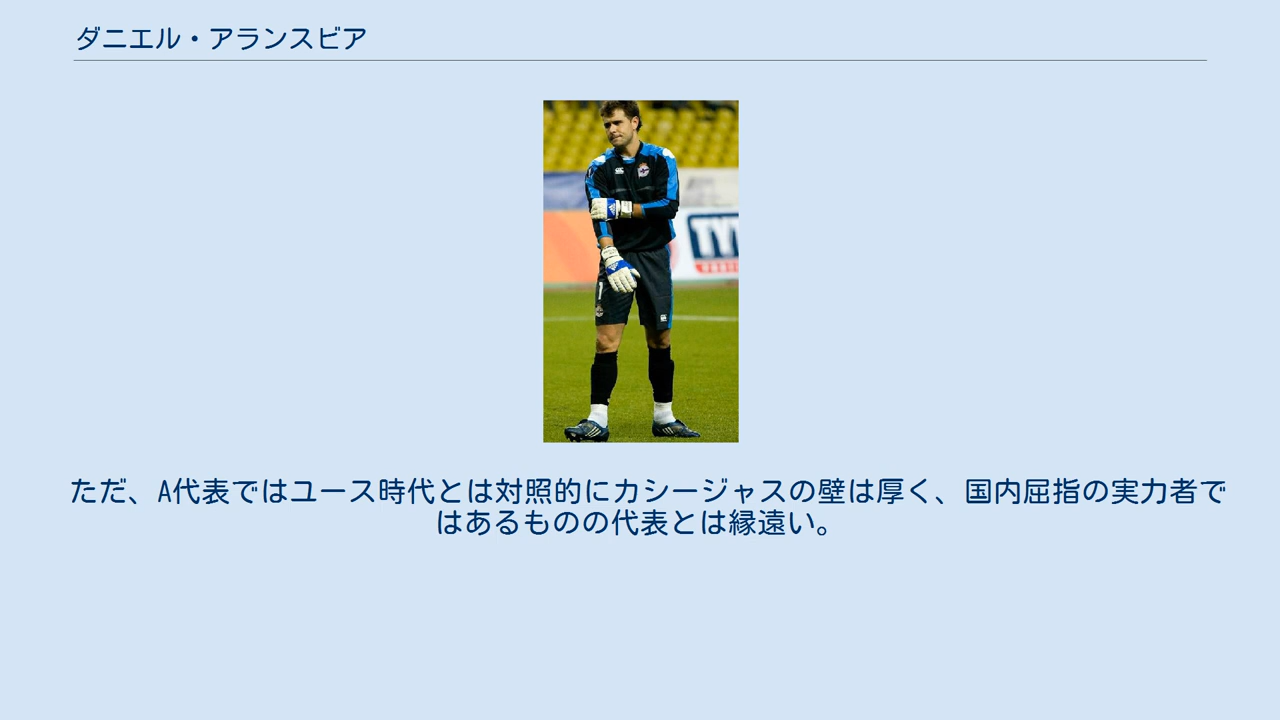 ダニエル・アランスビア
TY
1
ただ、A代表ではユース時代とは対照的にカシージャスの壁は厚く、国内屈指の実力者で
はあるものの代表とは縁遠い。